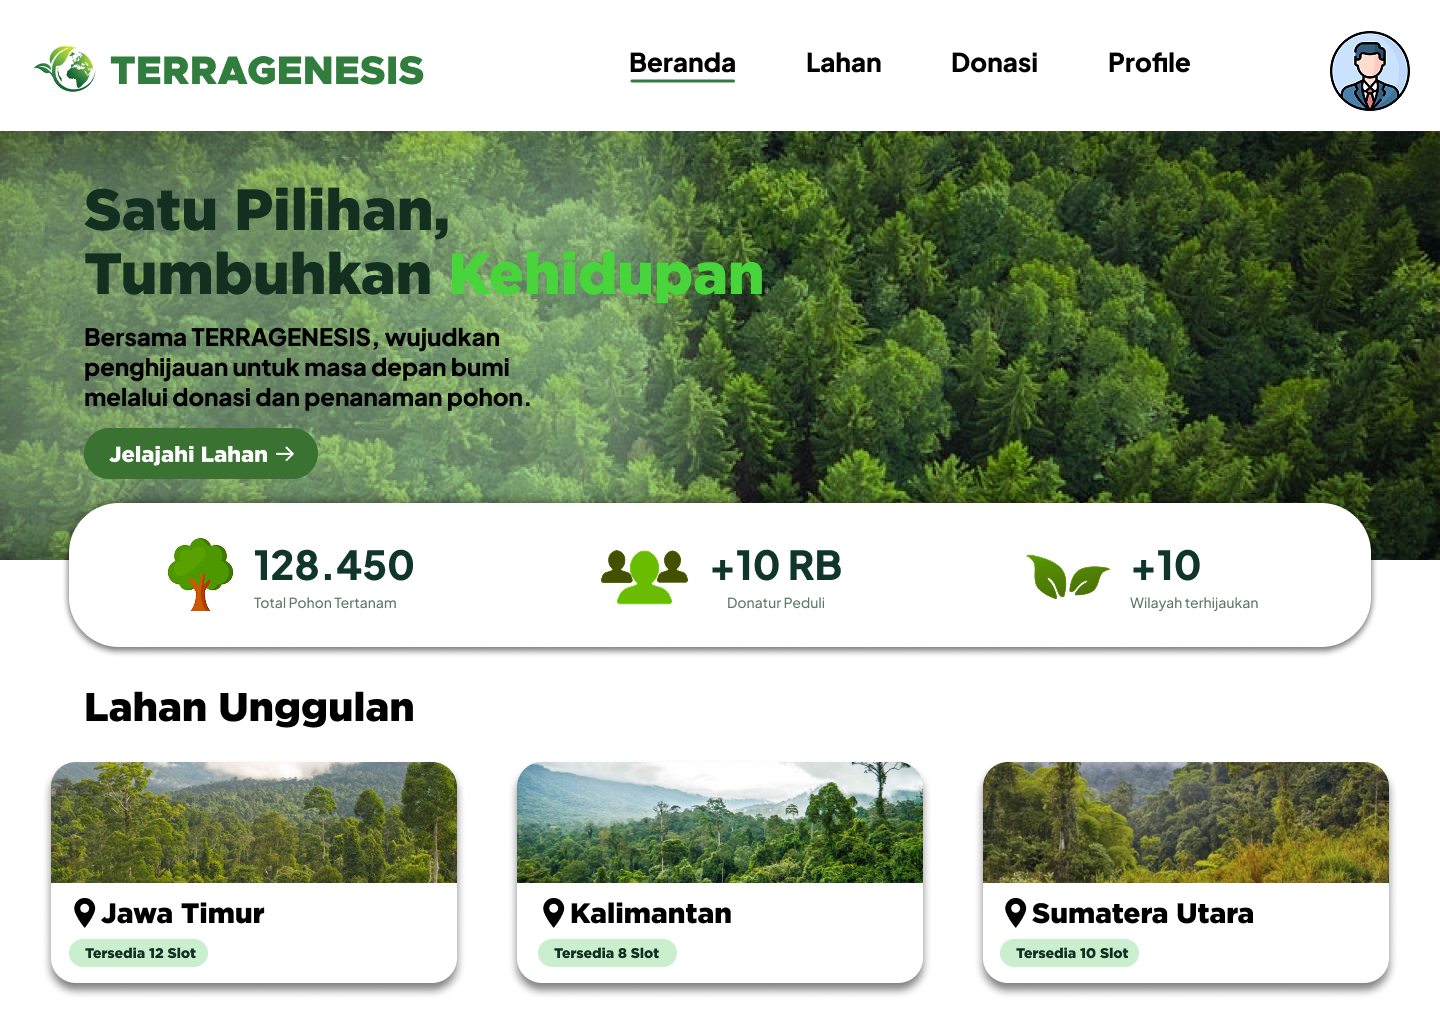 TERRAGENESIS
Beranda
Lahan
Donasi
Profile
Satu Pilihan,
Tumbuhkan Kehidupan
Bersama TERRAGENESIS, wujudkan
penghijauan untuk masa depan bumi
melalui donasi dan penanaman pohon.
Jelajahi Lahan →
128.450
Total Pohon Tertanam
+10 RB
Donatur Peduli
+10
Wilayah terhijaukan
Lahan Unggulan
Jawa Timur
Tersedia 12 Slot
Kalimantan
Tersedia 8 Slot
Sumatera Utara
Tersedia 10 Slot